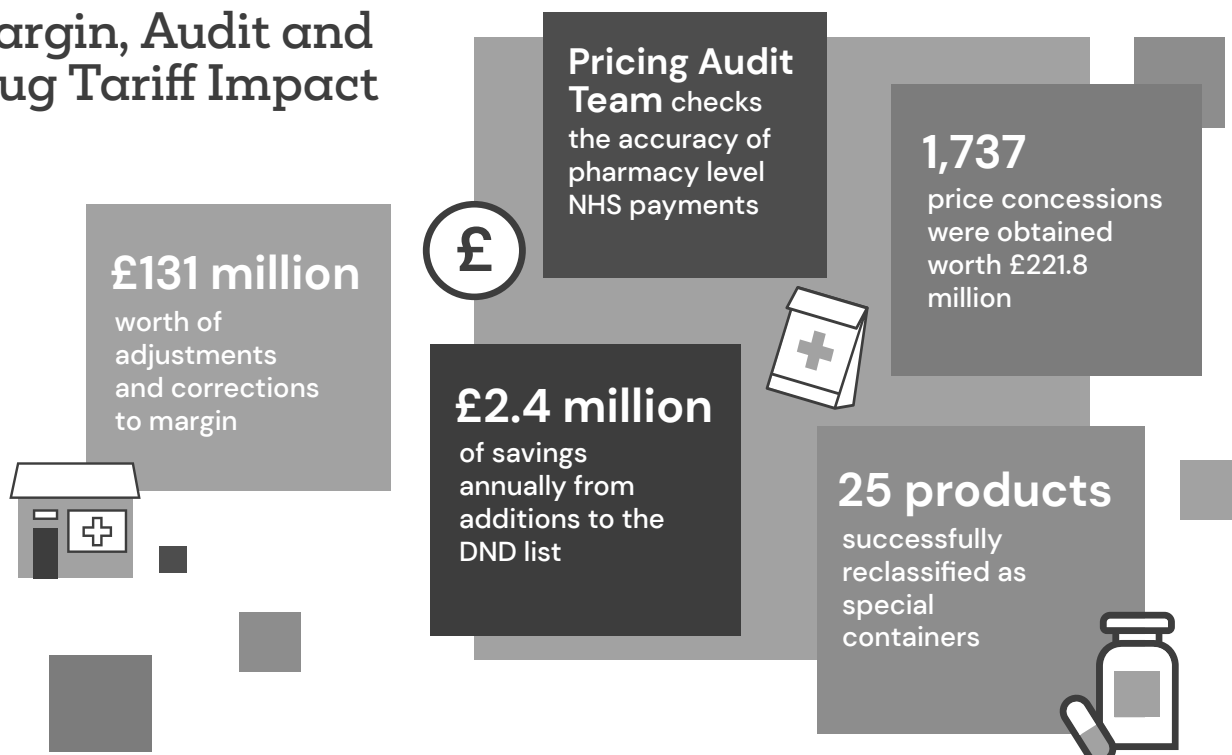 argin, Audit and
ug Tariff Impact
Pricing Audit
Team checks
the accuracy of
pharmacy level
NHS payments
1,737
price concessions
were obtained
worth £221.8
million
£131 million
worth of
adjustments
and corrections
to margin
£
£2.4 million
of savings
annually from
additions to the
DND list
25 products
successfully
reclassified as
special
containers